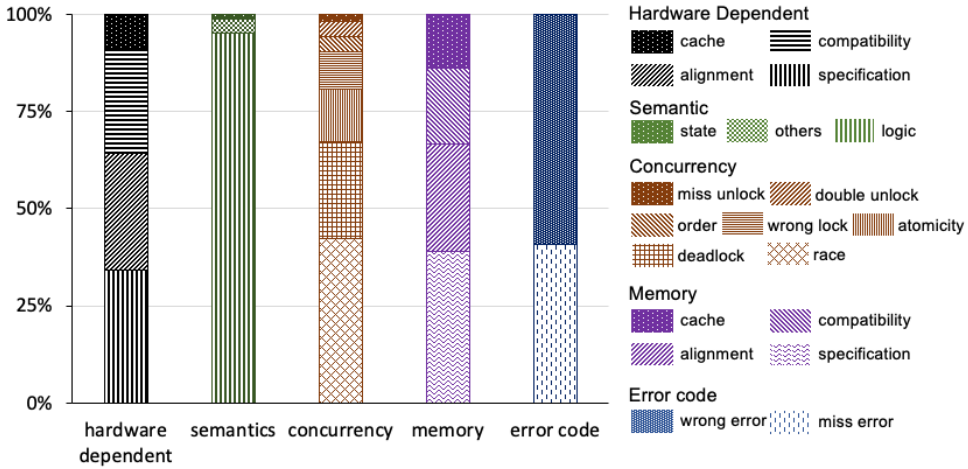 100%
75%
50%
25%
0%
hardware
dependent
semantics
concurrency
memory
error code
Hardware Dependent
cache
compatibility
alignment
specification
Semantic
state
others
logic
Concurrency
miss unlock
double unlock
order
wrong lock
atomicity
deadlock
race
Memory
cache
compatibility
alignment
specification
Error code
wrong error
miss error